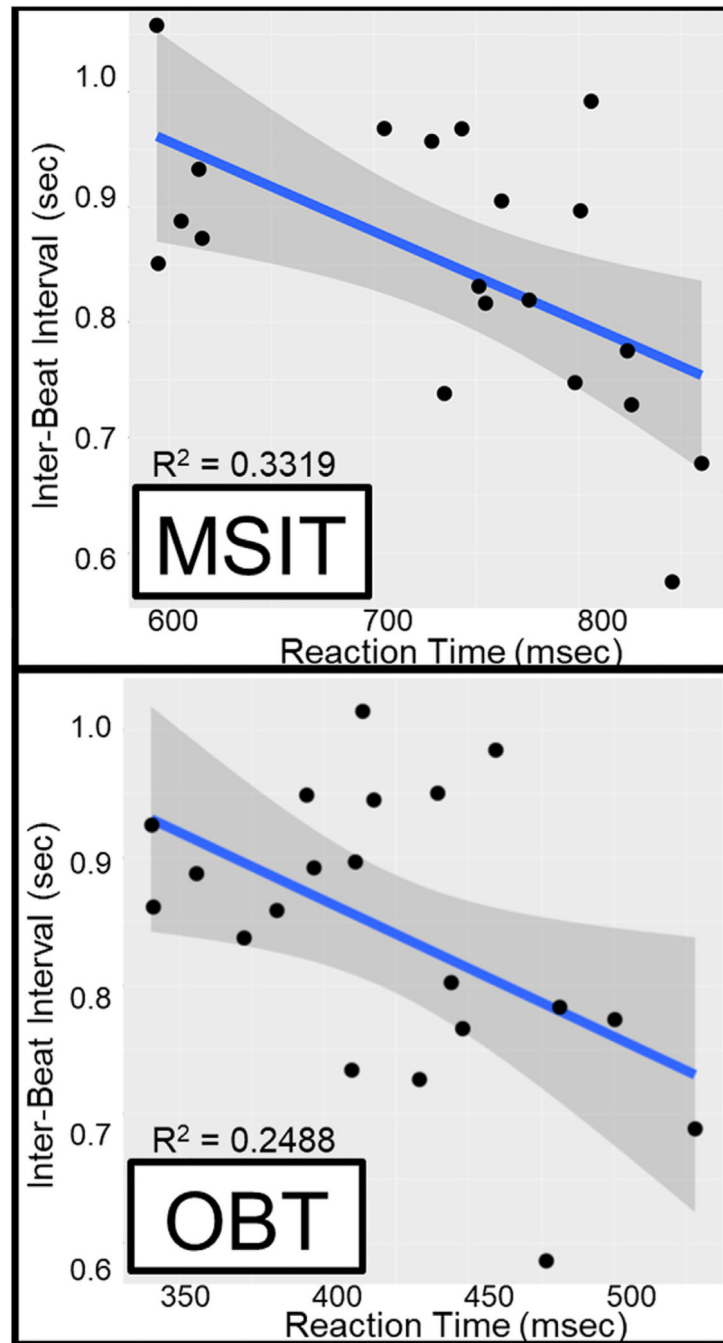 Inter-Beat Interval (sec)
1.0
0.9
0.8
0.7
0.6
R² = 0.3319
MSIT
600 700 800
Reaction Time (msec)
Inter-Beat Interval (sec)
1.0
0.9
0.8
0.7
0.6
R² = 0.2488
OBT
350 400 450 500
Reaction Time (msec)